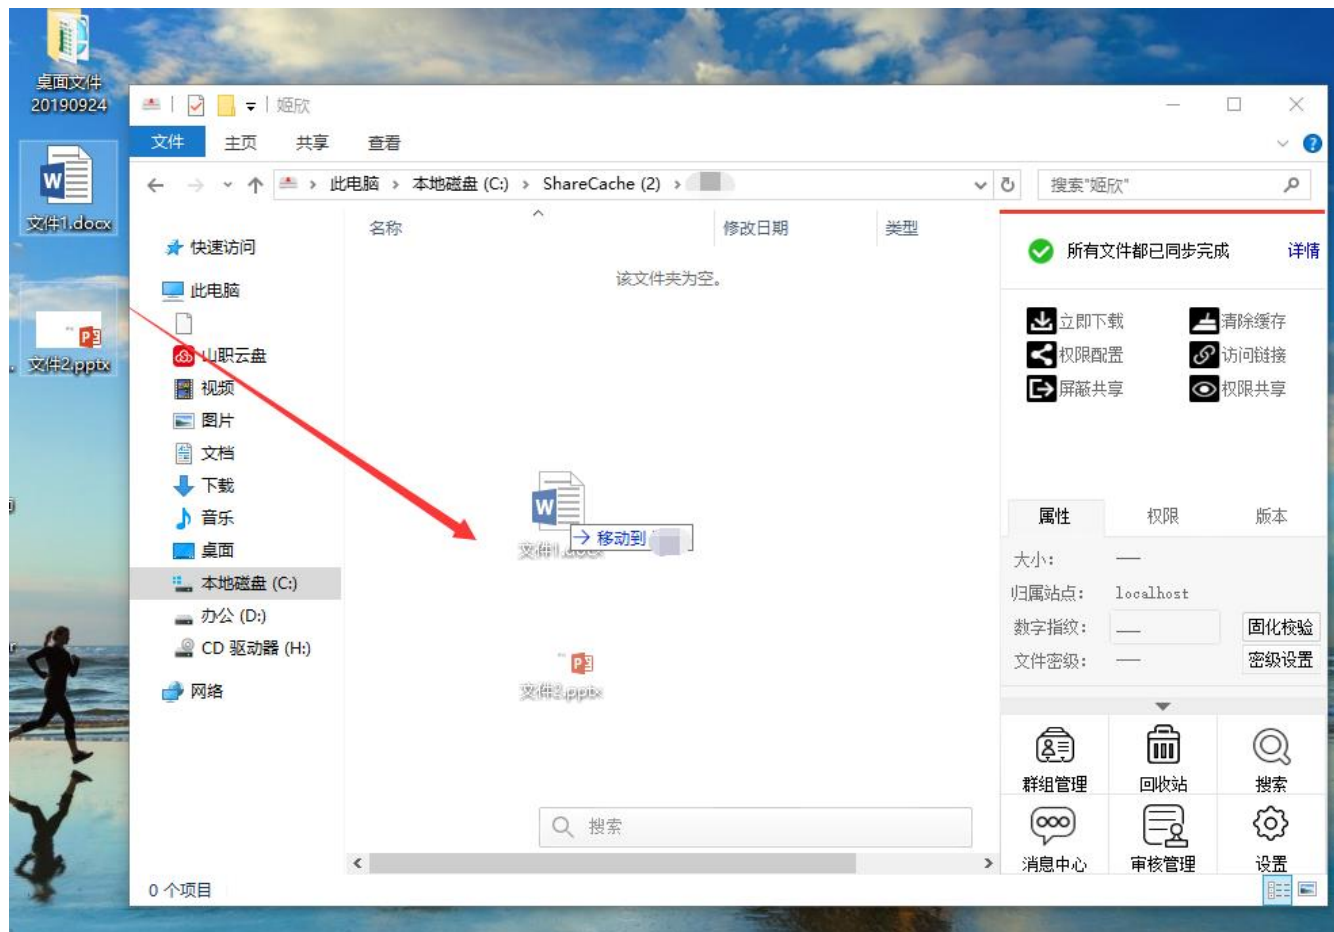 桌面文件
20190924
文件1.docx
文件2.pptx
姬欣
文件 主页 共享 查看
此电脑 › 本地磁盘 (C:) › ShareCache (2) ›
搜索"姬欣"
名称 修改日期 类型
该文件夹为空。
快速访问
此电脑
山职云盘
视频
图片
文档
下载
音乐
桌面
本地磁盘 (C:)
办公 (D:)
CD 驱动器 (H:)
网络
文件1.docx
移动到
文件2.pptx
搜索
0 个项目
所有文件都已同步完成 详情
立即下载 清除缓存
权限配置 访问链接
屏蔽共享 权限共享
属性 权限 版本
大小: —
归属站点: localhost
数字指纹: — 固化校验
文件密级: — 密级设置
群组管理 回收站 搜索
消息中心 审核管理 设置